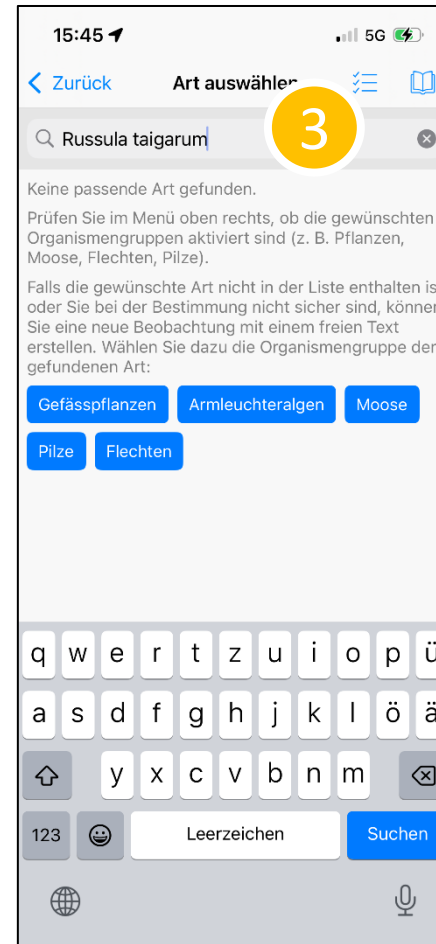 15:45 5G
Zurück Art auswählen
3
Russula taigarum
Keine passende Art gefunden.
Prüfen Sie im Menü oben rechts, ob die gewünschten
Organismengruppen aktiviert sind (z. B. Pflanzen,
Moose, Flechten, Pilze).
Falls die gewünschte Art nicht in der Liste enthalten is
oder Sie bei der Bestimmung nicht sicher sind, können
Sie eine neue Beobachtung mit einem freien Text
erstellen. Wählen Sie dazu die Organismengruppe der
gefundenen Art:
Gefässpflanzen Armleuchteralgen Moose
Pilze Flechten
q w e r t z u i o p ü
a s d f g h j k l ö ä
y x c v b n m
123 Leerzeichen Suchen